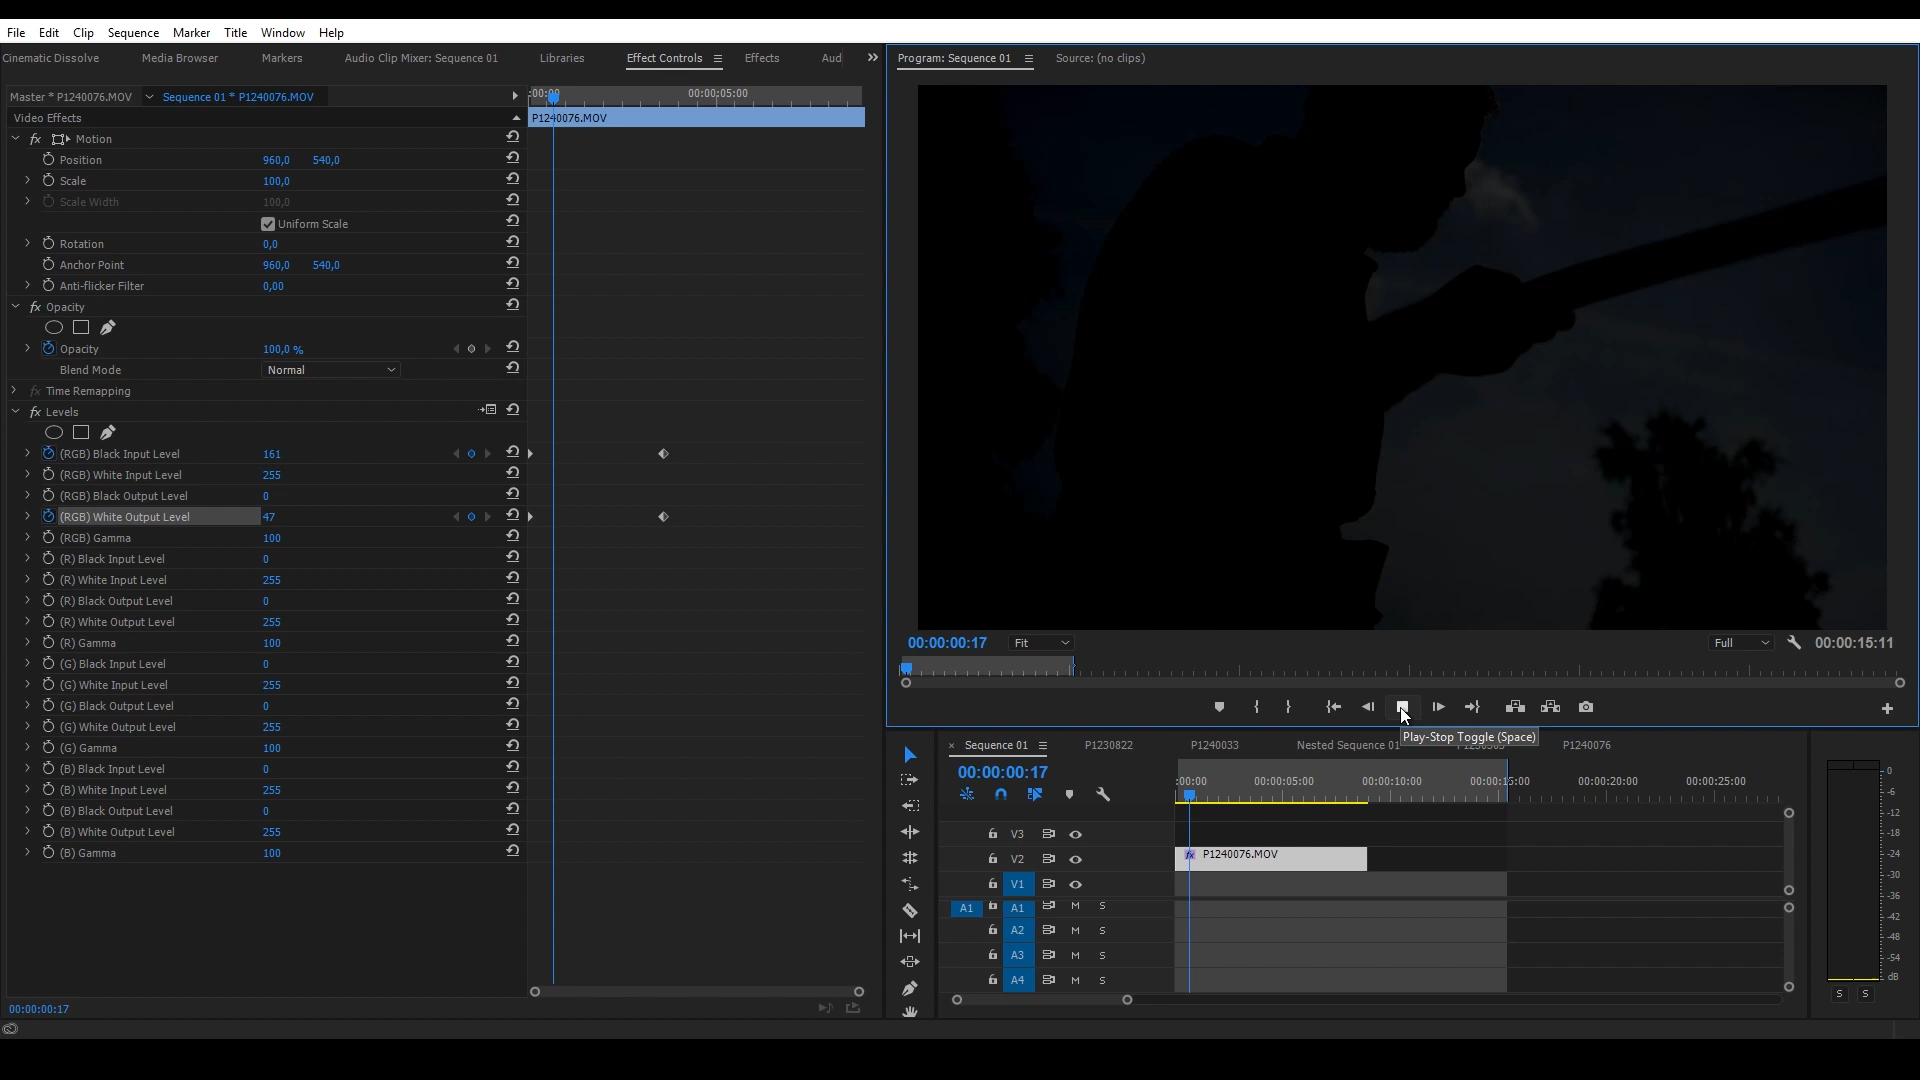 File Edit Clip Sequence Marker Title Window Help
Cinematic Dissolve Media Browser Markers Audio Clip Mixer: Sequence 01 Libraries Effect Controls Effects Aud
Master * P1240076.MOV Sequence 01 * P1240076.MOV
:00:00 00:00:05:00
Video Effects
P1240076.MOV
fx Motion
Position 960,0 540,0
Scale 100,0
Scale Width 100,0
Uniform Scale
Rotation 0,0
Anchor Point 960,0 540,0
Anti-flicker Filter 0,00
fx Opacity
Opacity 100,0 %
Blend Mode Normal
fx Time Remapping
fx Levels
(RGB) Black Input Level 161
(RGB) White Input Level 255
(RGB) Black Output Level 0
(RGB) White Output Level 47
(RGB) Gamma 100
(R) Black Input Level 0
(R) White Input Level 255
(R) Black Output Level 0
(R) White Output Level 255
(R) Gamma 100
(G) Black Input Level 0
(G) White Input Level 255
(G) Black Output Level 0
(G) White Output Level 255
(G) Gamma 100
(B) Black Input Level 0
(B) White Input Level 255
(B) Black Output Level 0
(B) White Output Level 255
(B) Gamma 100
00:00:00:17
Program: Sequence 01 Source: (no clips)
00:00:00:17 Fit Full 00:00:15:11
Play-Stop Toggle (Space)
Sequence 01 P1230822 P1240033 Nested Sequence 01 P1240076
00:00:00:17
:00:00 00:00:05:00 00:00:10:00 00:00:15:00 00:00:20:00 00:00:25:00
V3
V2 fx P1240076.MOV
V1
A1 A1 M S
A2 M S
A3 M S
A4 M S
0
-6
-12
-18
-24
-30
-36
-42
-48
-54
dB
S S